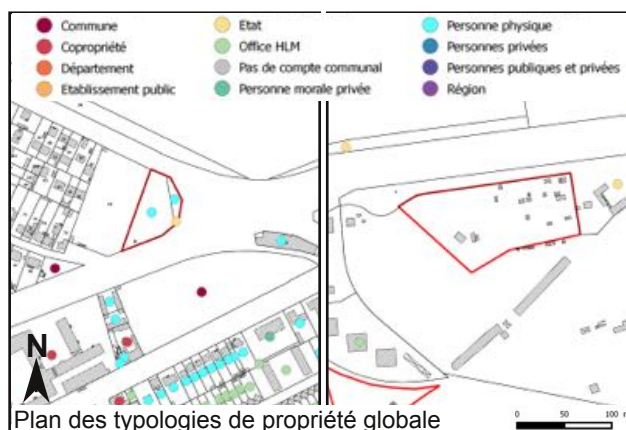 Commune
Copropriété
Département
Etablissement public
Etat
Office HLM
Pas de compte communal
Personne morale privée
Personne physique
Personnes privées
Personnes publiques et privées
Région
N
Plan des typologies de propriété globale
0 50 100 m